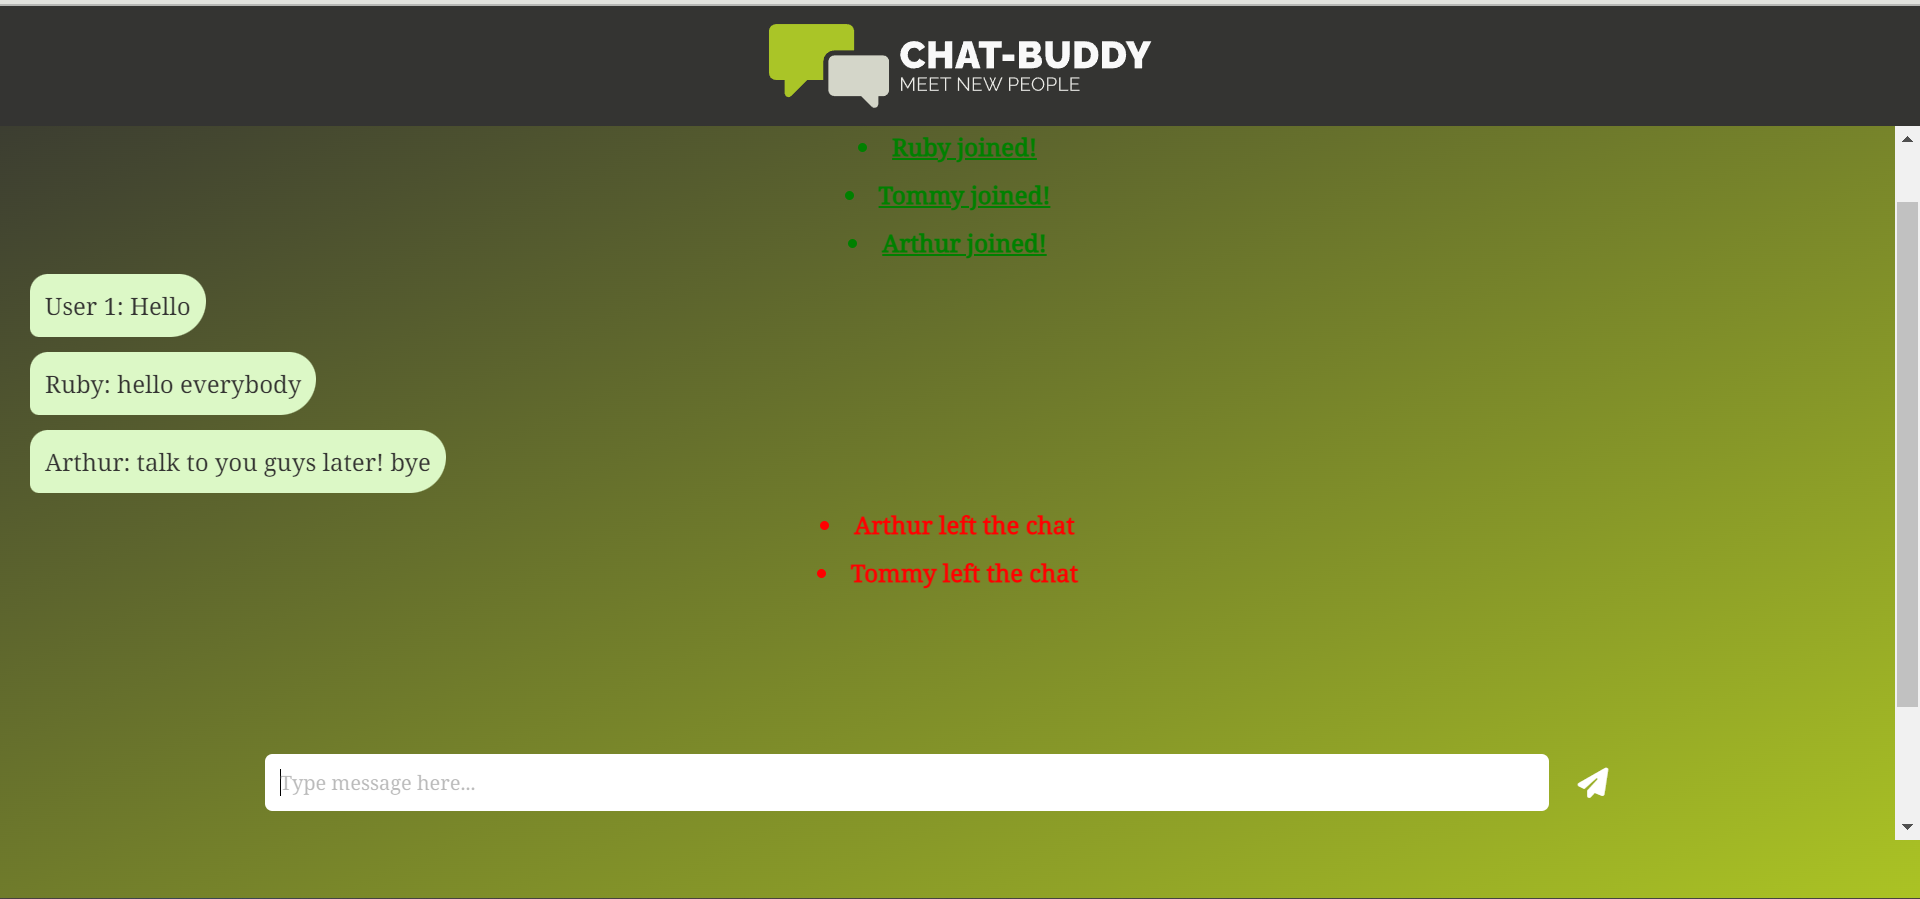 CHAT-BUDDY
MEET NEW PEOPLE
Ruby joined!
Tommy joined!
Arthur joined!
User 1: Hello
Ruby: hello everybody
Arthur: talk to you guys later! bye
Arthur left the chat
Tommy left the chat
Type message here...